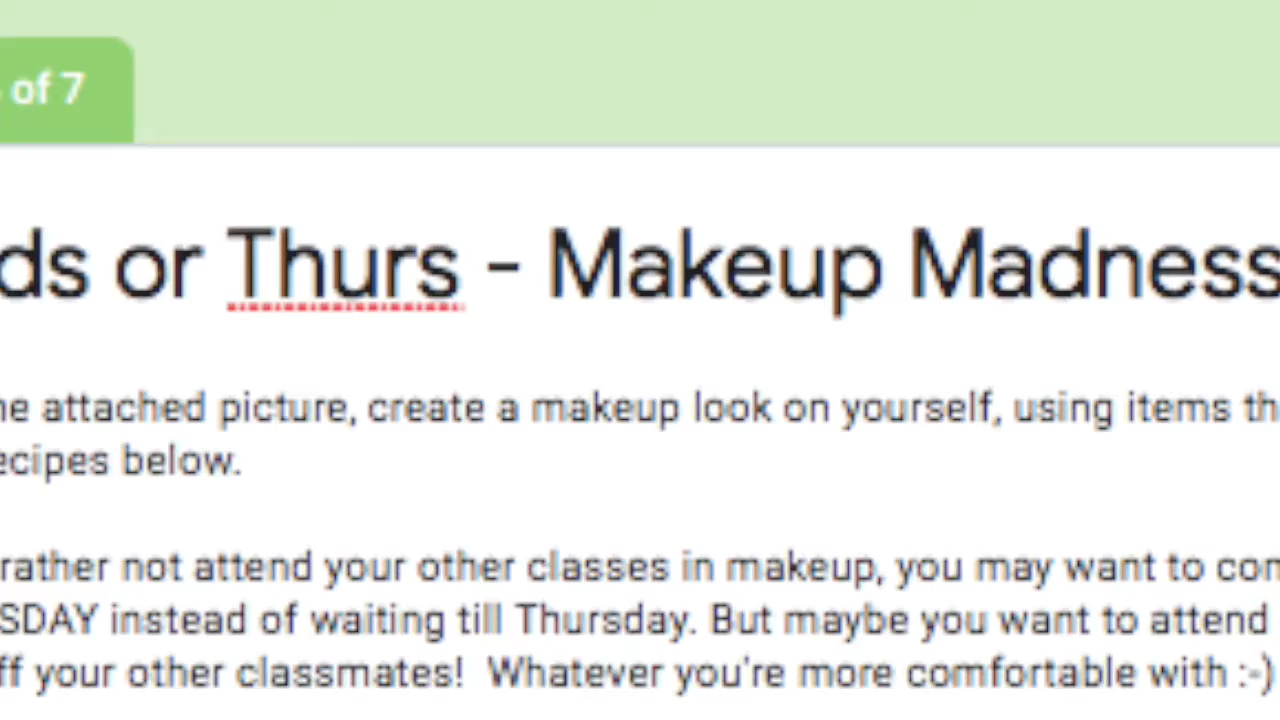 of 7
ds or Thurs - Makeup Madness
he attached picture, create a makeup look on yourself, using items th
ecipes below.
rather not attend your other classes in makeup, you may want to con
SDAY instead of waiting till Thursday. But maybe you want to attend
ff your other classmates! Whatever you're more comfortable with :-)